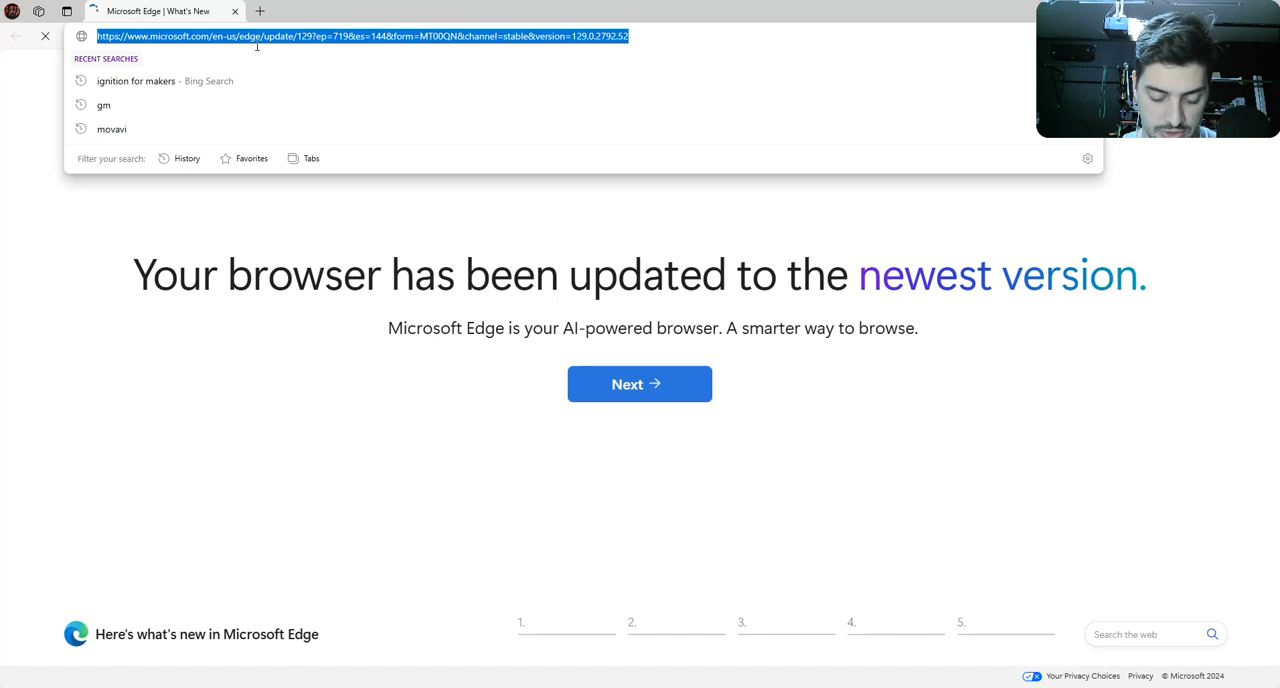 Microsoft Edge | What's New
https://www.microsoft.com/en-us/edge/update/129?ep=719&es=144&form=MT00QN&channel=stable&version=129.0.2792.52
RECENT SEARCHES
ignition for makers - Bing Search
gm
movavi
Filter your search: History Favorites Tabs
Your browser has been updated to the newest version.
Microsoft Edge is your AI-powered browser. A smarter way to browse.
Next →
Here's what's new in Microsoft Edge
1. 2. 3. 4. 5.
Search the web
Your Privacy Choices Privacy © Microsoft 2024